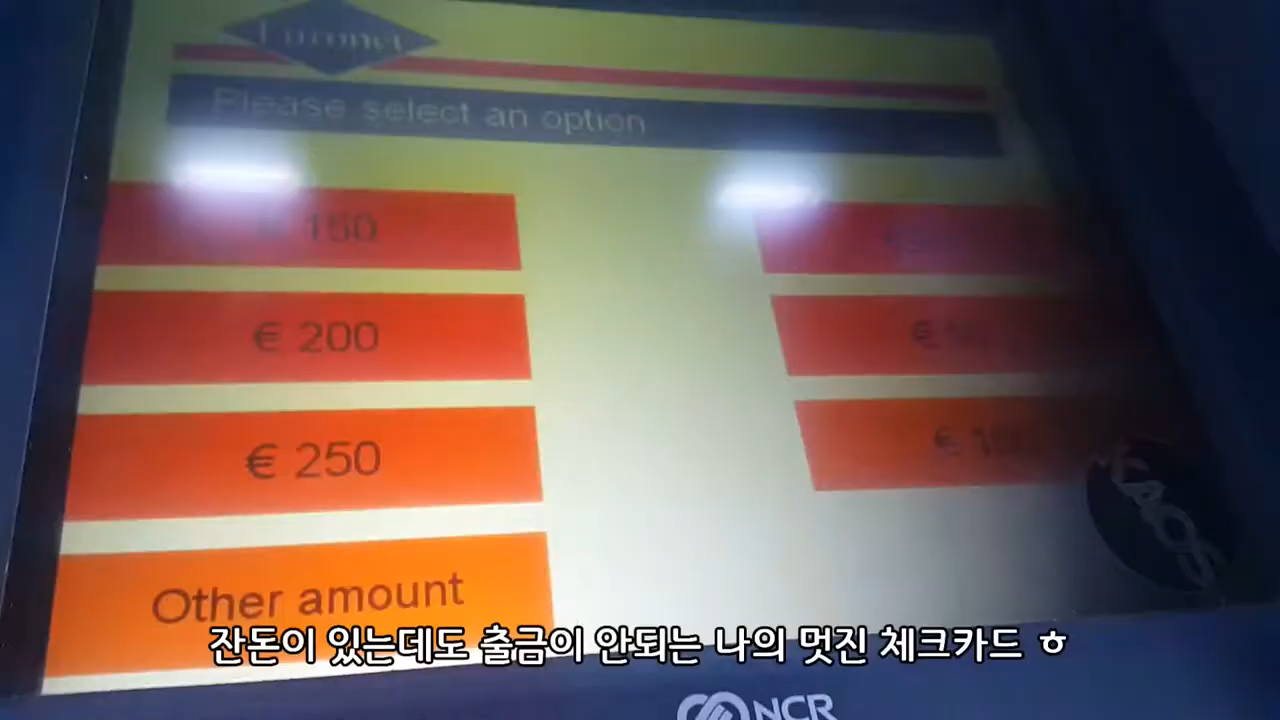 Euronet
Please select an option
€ 150
€ 200
€
€ 250
€
Other amount
KAOS
잔돈이 있는데도 출금이 안되는 나의 멋진 체크카드 ㅎ
NCR